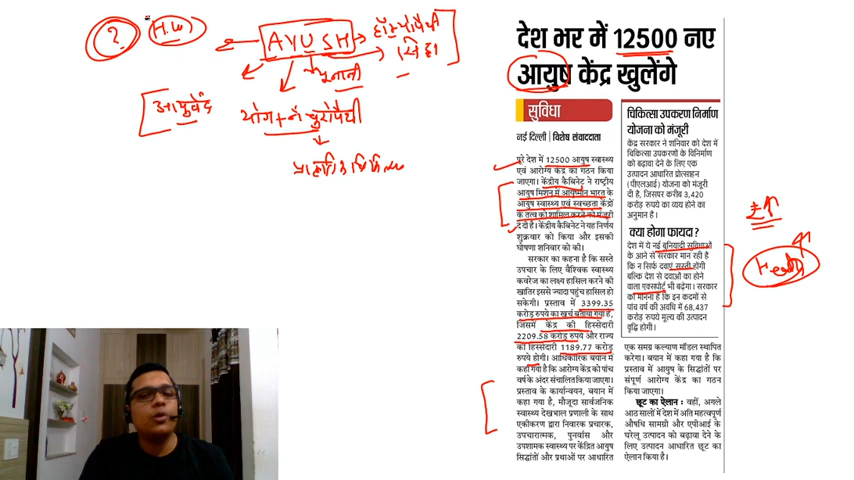 ?
H.W
AYUSH
होम्योपैथी
सिद्धा
यूनानी
आयुर्वेद
योग + नेचुरोपैथी
देश भर में 12500 नए
आयुष केंद्र खुलेंगे
सुविधा
नई दिल्ली | विशेष संवाददाता
पूरे देश में 12500 आयुष स्वास्थ्य
एवं आरोग्य केंद्र का गठन किया
जाएगा। केंद्रीय कैबिनेट ने राष्ट्रीय
आयुष मिशन में आयुष्मान भारत के
आयुष स्वास्थ्य एवं स्वच्छता केंद्रों
के तत्व को शामिल करने को मंजूरी
दे दी है। केंद्रीय कैबिनेट ने यह निर्णय
शुक्रवार को किया और इसकी
घोषणा शनिवार को की।
सरकार का कहना है कि सस्ते
उपचार के लिए वैश्विक स्वास्थ्य
कवरेज का लक्ष्य हासिल करने की
खातिर इससे ज्यादा पहुंच हासिल हो
सकेगी। प्रस्ताव में 3399.35
करोड़ रुपये का खर्च बताया गया है,
जिसमें केंद्र की हिस्सेदारी
2209.58 करोड़ रुपये और राज्य
की हिस्सेदारी 1189.77 करोड़
रुपये होगी। आधिकारिक बयान में
कहा गया है कि आरोग्य केंद्र को पांच
वर्ष के अंदर संचालित किया जाएगा।
प्रस्ताव के कार्यान्वयन, बयान में
कहा गया है, मौजूदा सार्वजनिक
स्वास्थ्य देखभाल प्रणाली के साथ
एकीकरण द्वारा निवारक प्रचारक,
उपचारात्मक, पुनर्वास और
उपशामक स्वास्थ्य पर केंद्रित आयुष
सिद्धांतों और प्रथाओं पर आधारित
चिकित्सा उपकरण निर्माण
योजना को मंजूरी
केंद्र सरकार ने शनिवार को देश में
चिकित्सा उपकरणों के विनिर्माण
को बढ़ावा देने के लिए एक
उत्पादन आधारित प्रोत्साहन
(पीएलआई) योजना को मंजूरी
दी है, जिसपर करीब 3,420
करोड़ रुपये का व्यय होने का
अनुमान है।
क्या होगा फायदा?
देश में ये नई बुनियादी सुविधाओं
के आने से सरकार मान रही है
कि न सिर्फ दवाएं सस्ती होंगी
बल्कि देश से दवाओं का होने
वाला एक्सपोर्ट भी बढ़ेगा। सरकार
का मानना है कि इन कदमों से
पांच वर्ष की अवधि में 68,437
करोड़ रुपये मूल्य की उत्पादन
वृद्धि होगी।
एक समग्र कल्याण मॉडल स्थापित
करेगा। बयान में कहा गया है कि
प्रस्ताव में आयुष के सिद्धांतों पर
संपूर्ण आरोग्य केंद्र का गठन
किया जाएगा।
छूट का ऐलान : वहीं, अगले
आठ सालों में देश में अति महत्वपूर्ण
औषधि सामग्री और एपीआई के
घरेलू उत्पादन को बढ़ावा देने के
लिए उत्पादन आधारित छूट का
ऐलान किया है।
₹↑
Health